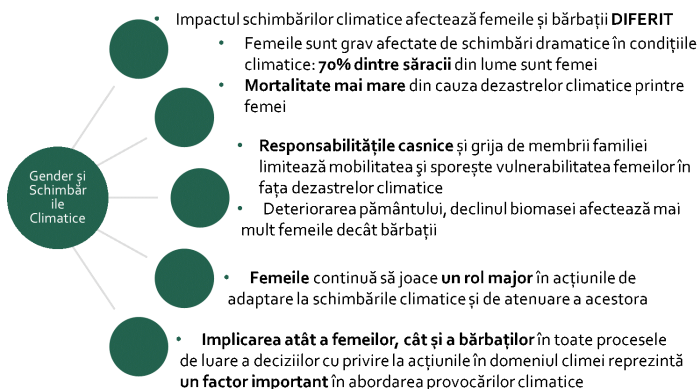 • Impactul schimbărilor climatice afectează femeile și bărbații DIFERIT
• Femeile sunt grav afectate de schimbări dramatice în condițiile
climatice: 70% dintre săracii din lume sunt femei
• Mortalitate mai mare din cauza dezastrelor climatice printre
femei
• Responsabilitățile casnice și grija de membrii familiei
limitează mobilitatea şi sporește vulnerabilitatea femeilor în
fața dezastrelor climatice
• Deteriorarea pământului, declinul biomasei afectează mai
mult femeile decât bărbații
Gender și
Schimbăr
ile
Climatice
• Femeile continuă să joace un rol major în acțiunile de
adaptare la schimbările climatice și de atenuare a acestora
• Implicarea atât a femeilor, cât și a bărbaților în toate procesele
de luare a deciziilor cu privire la acțiunile în domeniul climei reprezintă
un factor important în abordarea provocărilor climatice